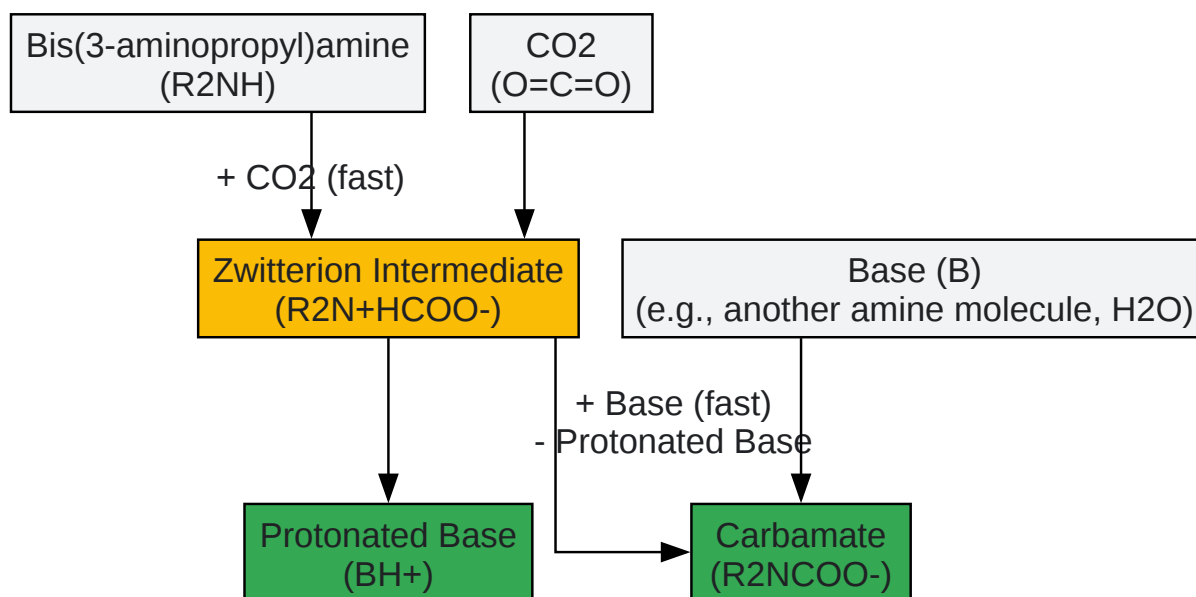 Bis(3-aminopropyl)amine
(R2NH)
CO2
(O=C=O)
+ CO2 (fast)
Zwitterion Intermediate
(R2N+HCOO-)
Base (B)
(e.g., another amine molecule, H2O)
+ Base (fast)
- Protonated Base
Protonated Base
(BH+)
Carbamate
(R2NCOO-)